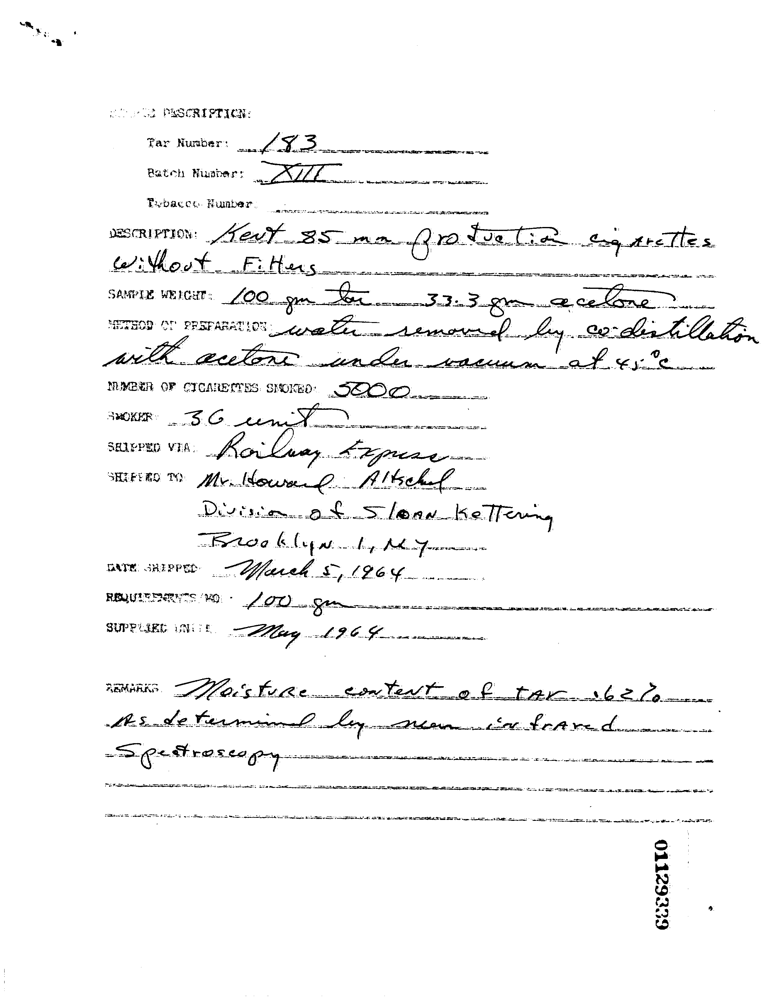 DESCRIPTION:
Tar Number: 183
Batch Number: XIII
Tobacco Number
DESCRIPTION: Kent 85 mm production cigarettes
without Filters
SAMPLE WEIGHT: 100 gm tar 33.3 gm acetone
METHOD OF PREPARATION: water removed by co-distillation
with acetone under vacuum at 45°C
NUMBER OF CIGARETTES SMOKED: 5000
SMOKER: 36 unit
SHIPPED VIA: Railway Express
SHIPPED TO Mr. Howard Altschul
Division of Sloan Kettering
Brooklyn 1, NY
DATE SHIPPED: March 5, 1964
REQUIREMENTS/MO: 100 gm
SUPPLIED UNTIL May 1964
REMARKS Moisture content of tar .62%
As determined by near infrared
Spectroscopy
01129339